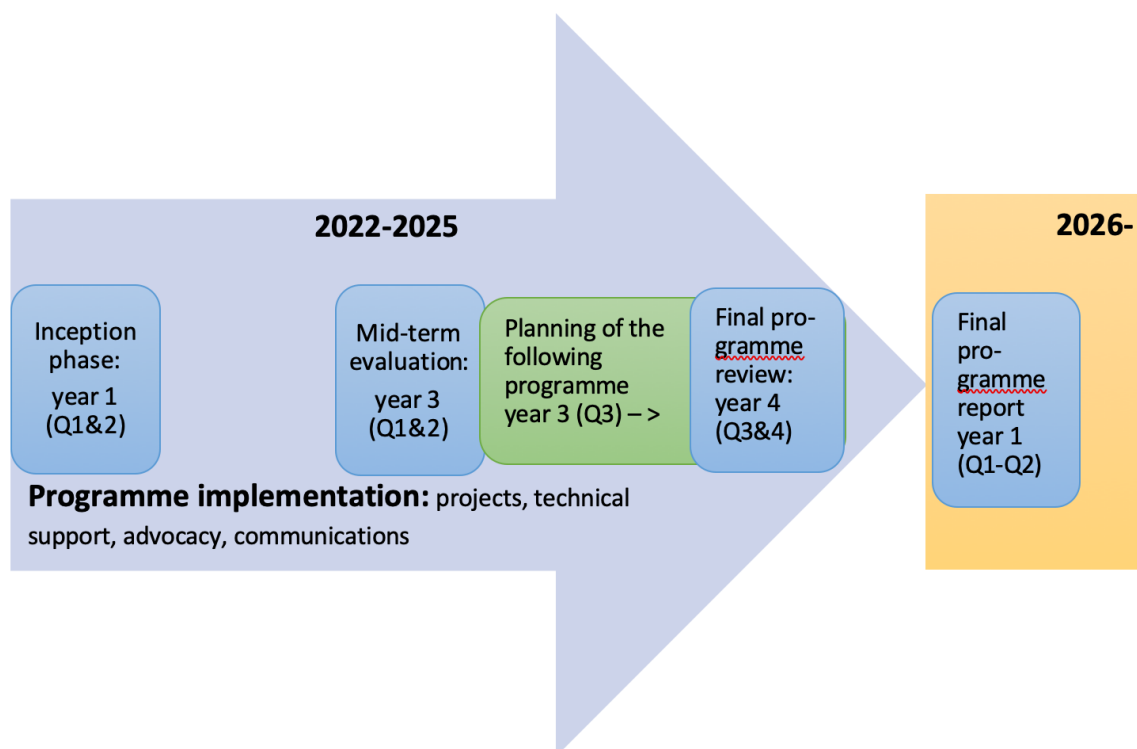 2022-2025
2026-
Inception
phase:
year 1
(Q1&2)
Mid-term
evaluation:
year 3
(Q1&2)
Planning of the
following
programme
year 3 (Q3) – >
Final pro-
gramme
review:
year 4
(Q3&4)
Final
pro-
gramme
report
year 1
(Q1-Q2)
Programme implementation: projects, technical
support, advocacy, communications